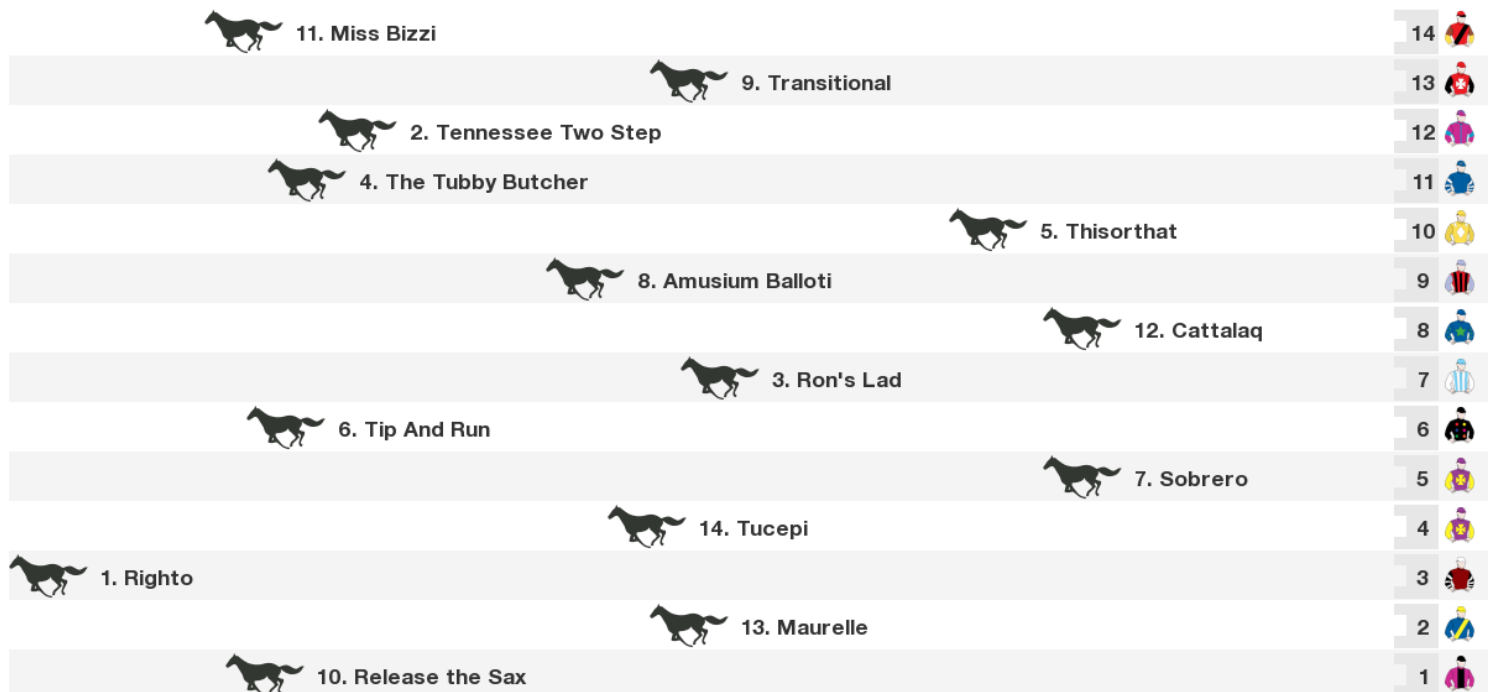 11. Miss Bizzi 14
9. Transitional 13
2. Tennessee Two Step 12
4. The Tubby Butcher 11
5. Thisorthat 10
8. Amusium Balloti 9
12. Cattalaq 8
3. Ron's Lad 7
6. Tip And Run 6
7. Sobrero 5
14. Tucepi 4
1. Righto 3
13. Maurelle 2
10. Release the Sax 1